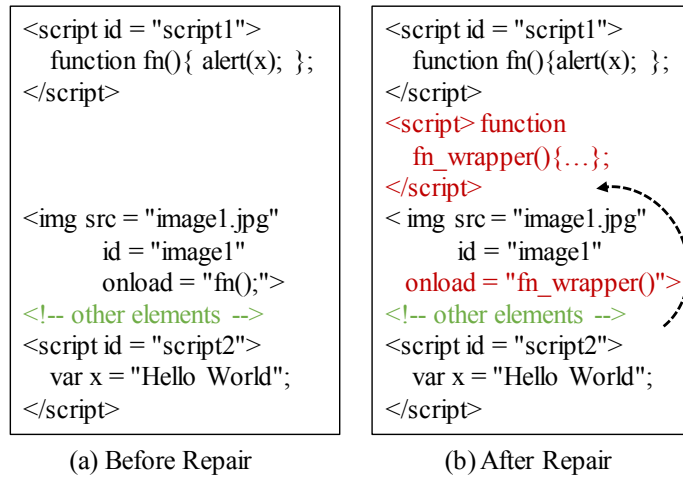 <script id = "script1">
function fn(){ alert(x); };
</script>
<img src = "image1.jpg"
id = "image1"
onload = "fn();">
<!-- other elements -->
<script id = "script2">
var x = "Hello World";
</script>
(a) Before Repair
<script id = "script1">
function fn(){alert(x); };
</script>
<script> function
fn_wrapper(){…};
</script>
< img src = "image1.jpg"
id = "image1"
onload = "fn_wrapper()">
<!-- other elements -->
<script id = "script2">
var x = "Hello World";
</script>
(b) After Repair